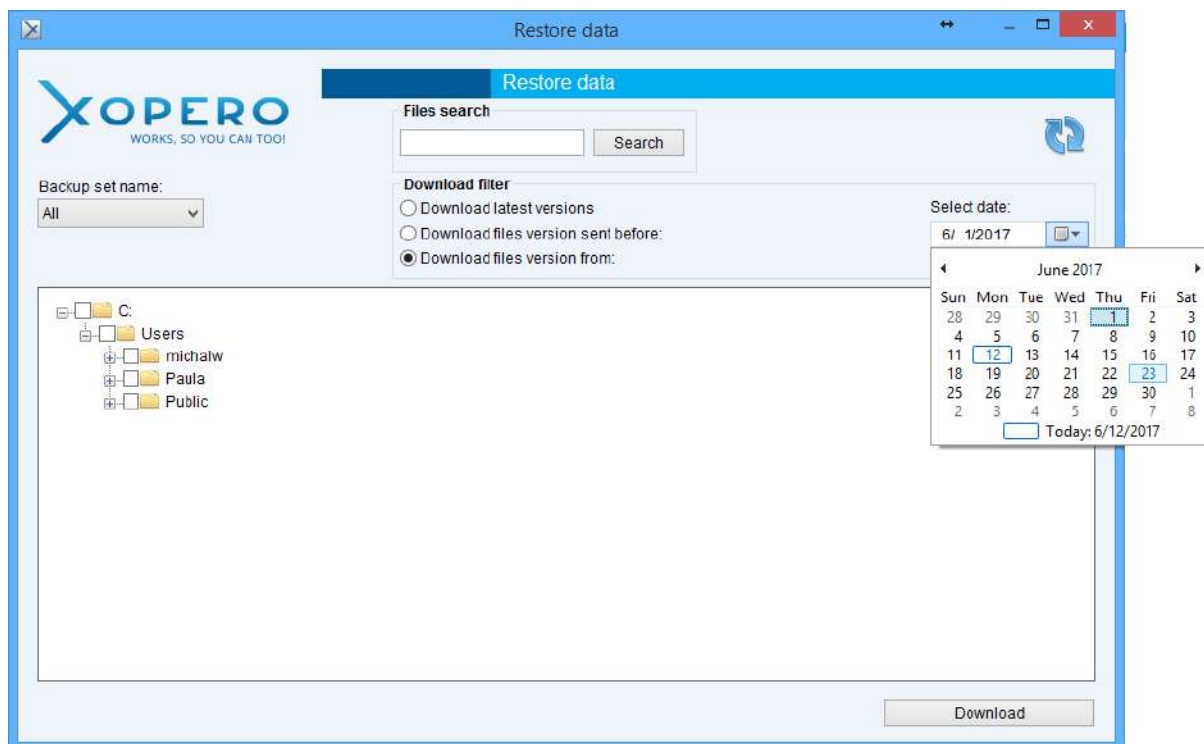 Restore data
Restore data
XOPERO
WORKS, SO YOU CAN TOO!
Files search
Search
Backup set name:
All
Download filter
Download latest versions
Download files version sent before:
Download files version from:
Select date:
6/ 1/2017
June 2017
Sun Mon Tue Wed Thu Fri Sat
28 29 30 31 1 2 3
4 5 6 7 8 9 10
11 12 13 14 15 16 17
18 19 20 21 22 23 24
25 26 27 28 29 30 1
2 3 4 5 6 7 8
Today: 6/12/2017
C:
Users
michalw
Paula
Public
Download